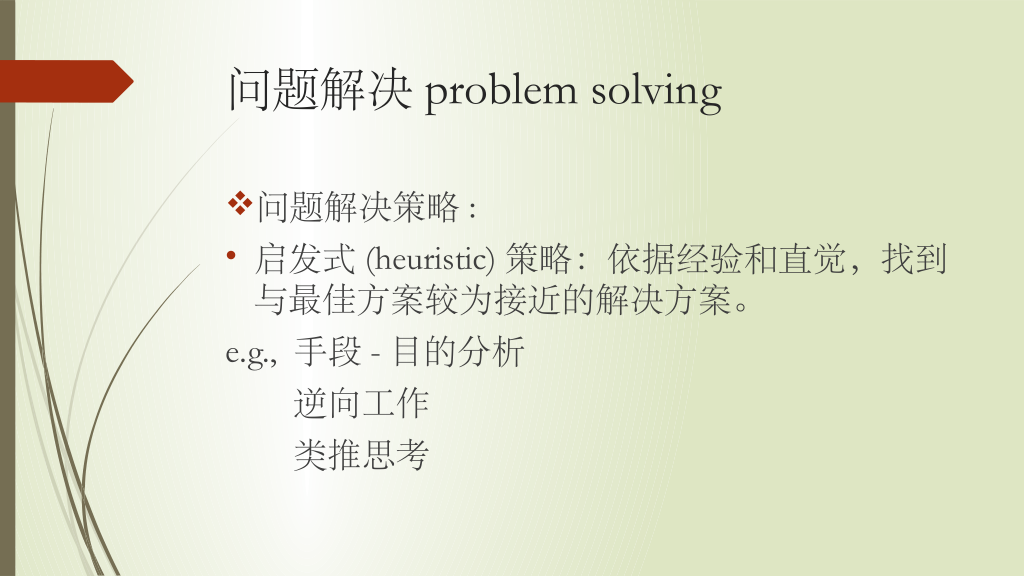 问题解决 problem solving
问题解决策略 :
• 启发式 (heuristic) 策略：依据经验和直觉，找到
与最佳方案较为接近的解决方案。
e.g., 手段 - 目的分析
逆向工作
类推思考